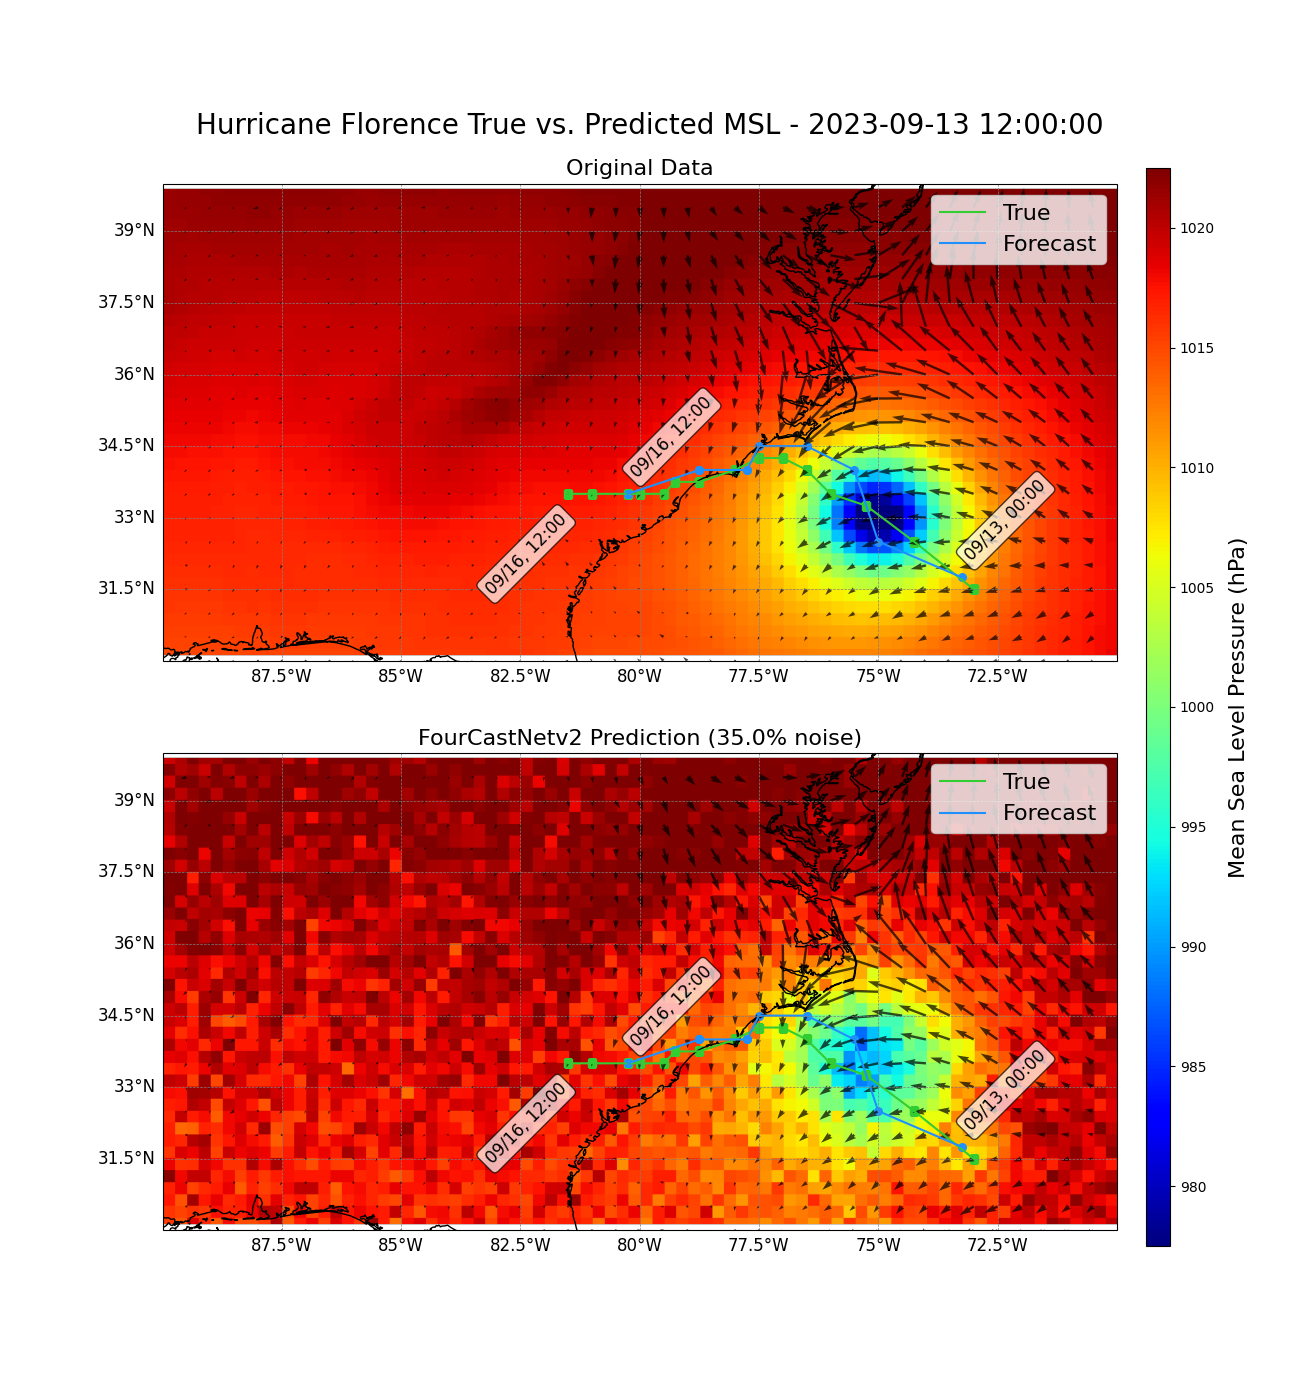 Hurricane Florence True vs. Predicted MSL - 2023-09-13 12:00:00
Original Data
True
Forecast
39°N
37.5°N
36°N
34.5°N
33°N
31.5°N
09/16, 12:00
09/16, 12:00
09/13, 00:00
87.5°W 85°W 82.5°W 80°W 77.5°W 75°W 72.5°W
FourCastNetv2 Prediction (35.0% noise)
True
Forecast
39°N
37.5°N
36°N
34.5°N
33°N
31.5°N
09/16, 12:00
09/16, 12:00
09/13, 00:00
87.5°W 85°W 82.5°W 80°W 77.5°W 75°W 72.5°W
1020
1015
1010
1005
1000
995
990
985
980
Mean Sea Level Pressure (hPa)